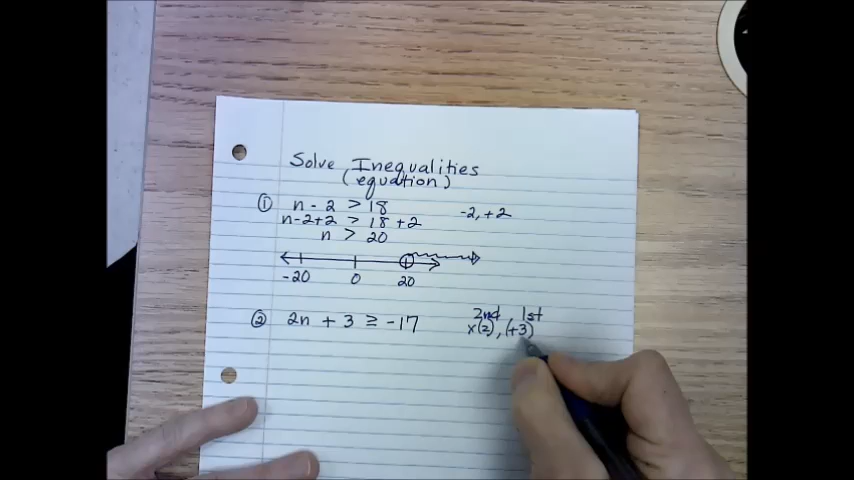 Solve Inequalities
(equation)
① n - 2 > 18 -2, +2
n-2+2 > 18 +2
n > 20
-20 0 20
② 2n + 3 ≥ -17 2nd, 1st
x(2), (+3)